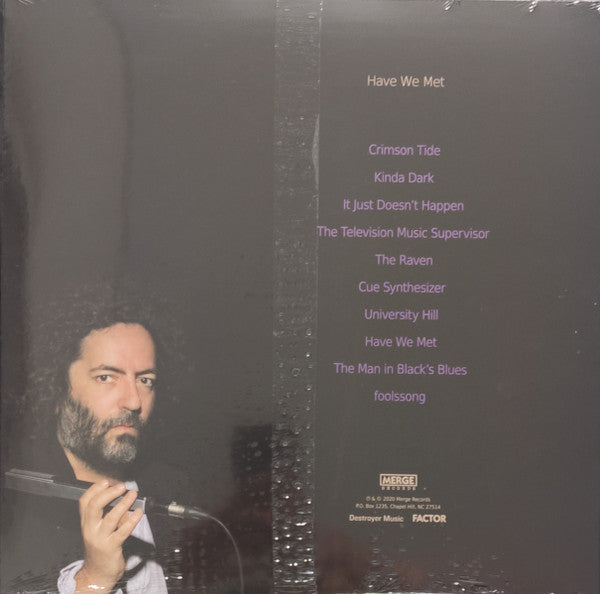 Have We Met
Crimson Tide
Kinda Dark
It Just Doesn't Happen
The Television Music Supervisor
The Raven
Cue Synthesizer
University Hill
Have We Met
The Man in Black's Blues
foolssong
MERGE
RECORDS
℗ & © 2020 Merge Records
P.O. Box 1235, Chapel Hill, NC 27514
Destroyer Music FACTOR